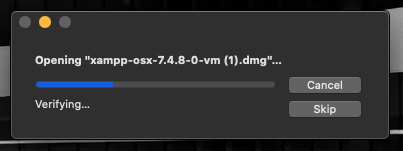 Opening "xampp-osx-7.4.8-0-vm (1).dmg"...
Cancel
Verifying...
Skip